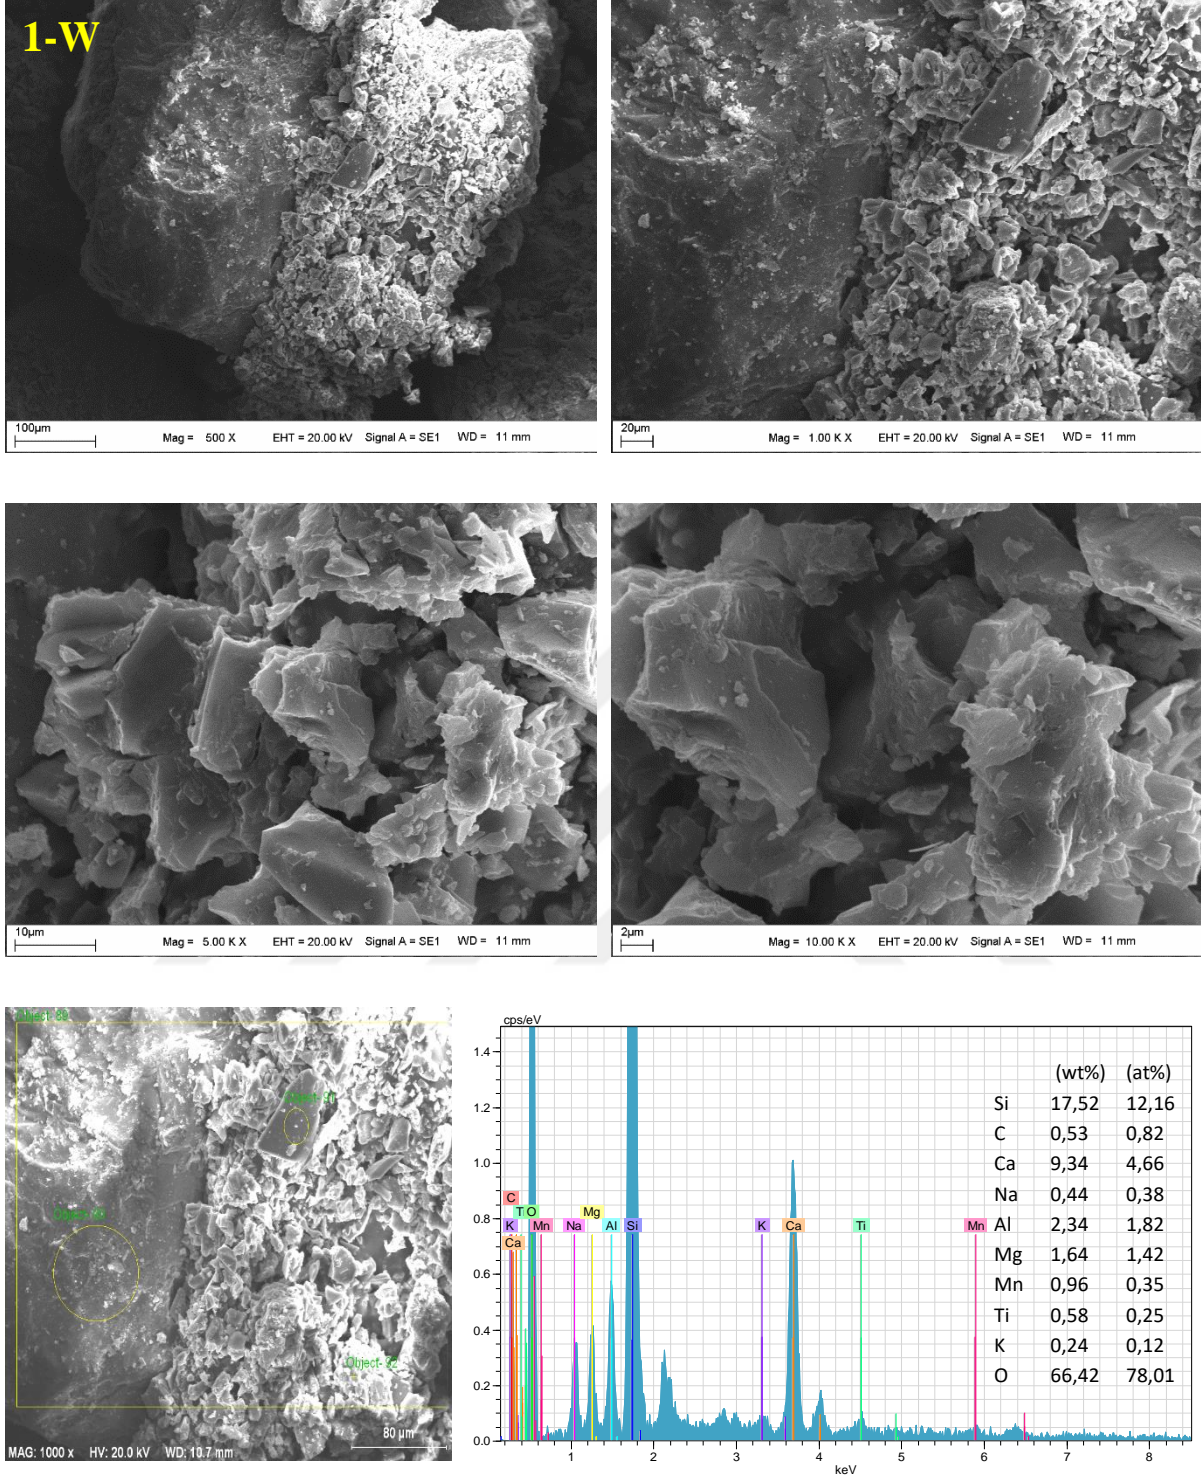 1-W
100µm
Mag = 500 X EHT = 20.00 kV Signal A = SE1 WD = 11 mm
20µm
Mag = 1.00 K X EHT = 20.00 kV Signal A = SE1 WD = 11 mm
10µm
Mag = 5.00 K X EHT = 20.00 kV Signal A = SE1 WD = 11 mm
2µm
Mag = 10.00 K X EHT = 20.00 kV Signal A = SE1 WD = 11 mm
Object- 89
Object- 91
Object- 92
80 µm
MAG: 1000 x HV: 20.0 kV WD: 10.7 mm
cps/eV
1.4
1.2
1.0
0.8
0.6
0.4
0.2
0.0
C
T O
K Mn Na Mg Al Si K Ca Ti Mn
Ca
(wt%) (at%)
Si 17,52 12,16
C 0,53 0,82
Ca 9,34 4,66
Na 0,44 0,38
Al 2,34 1,82
Mg 1,64 1,42
Mn 0,96 0,35
Ti 0,58 0,25
K 0,24 0,12
O 66,42 78,01
1 2 3 4 5 6 7 8
keV